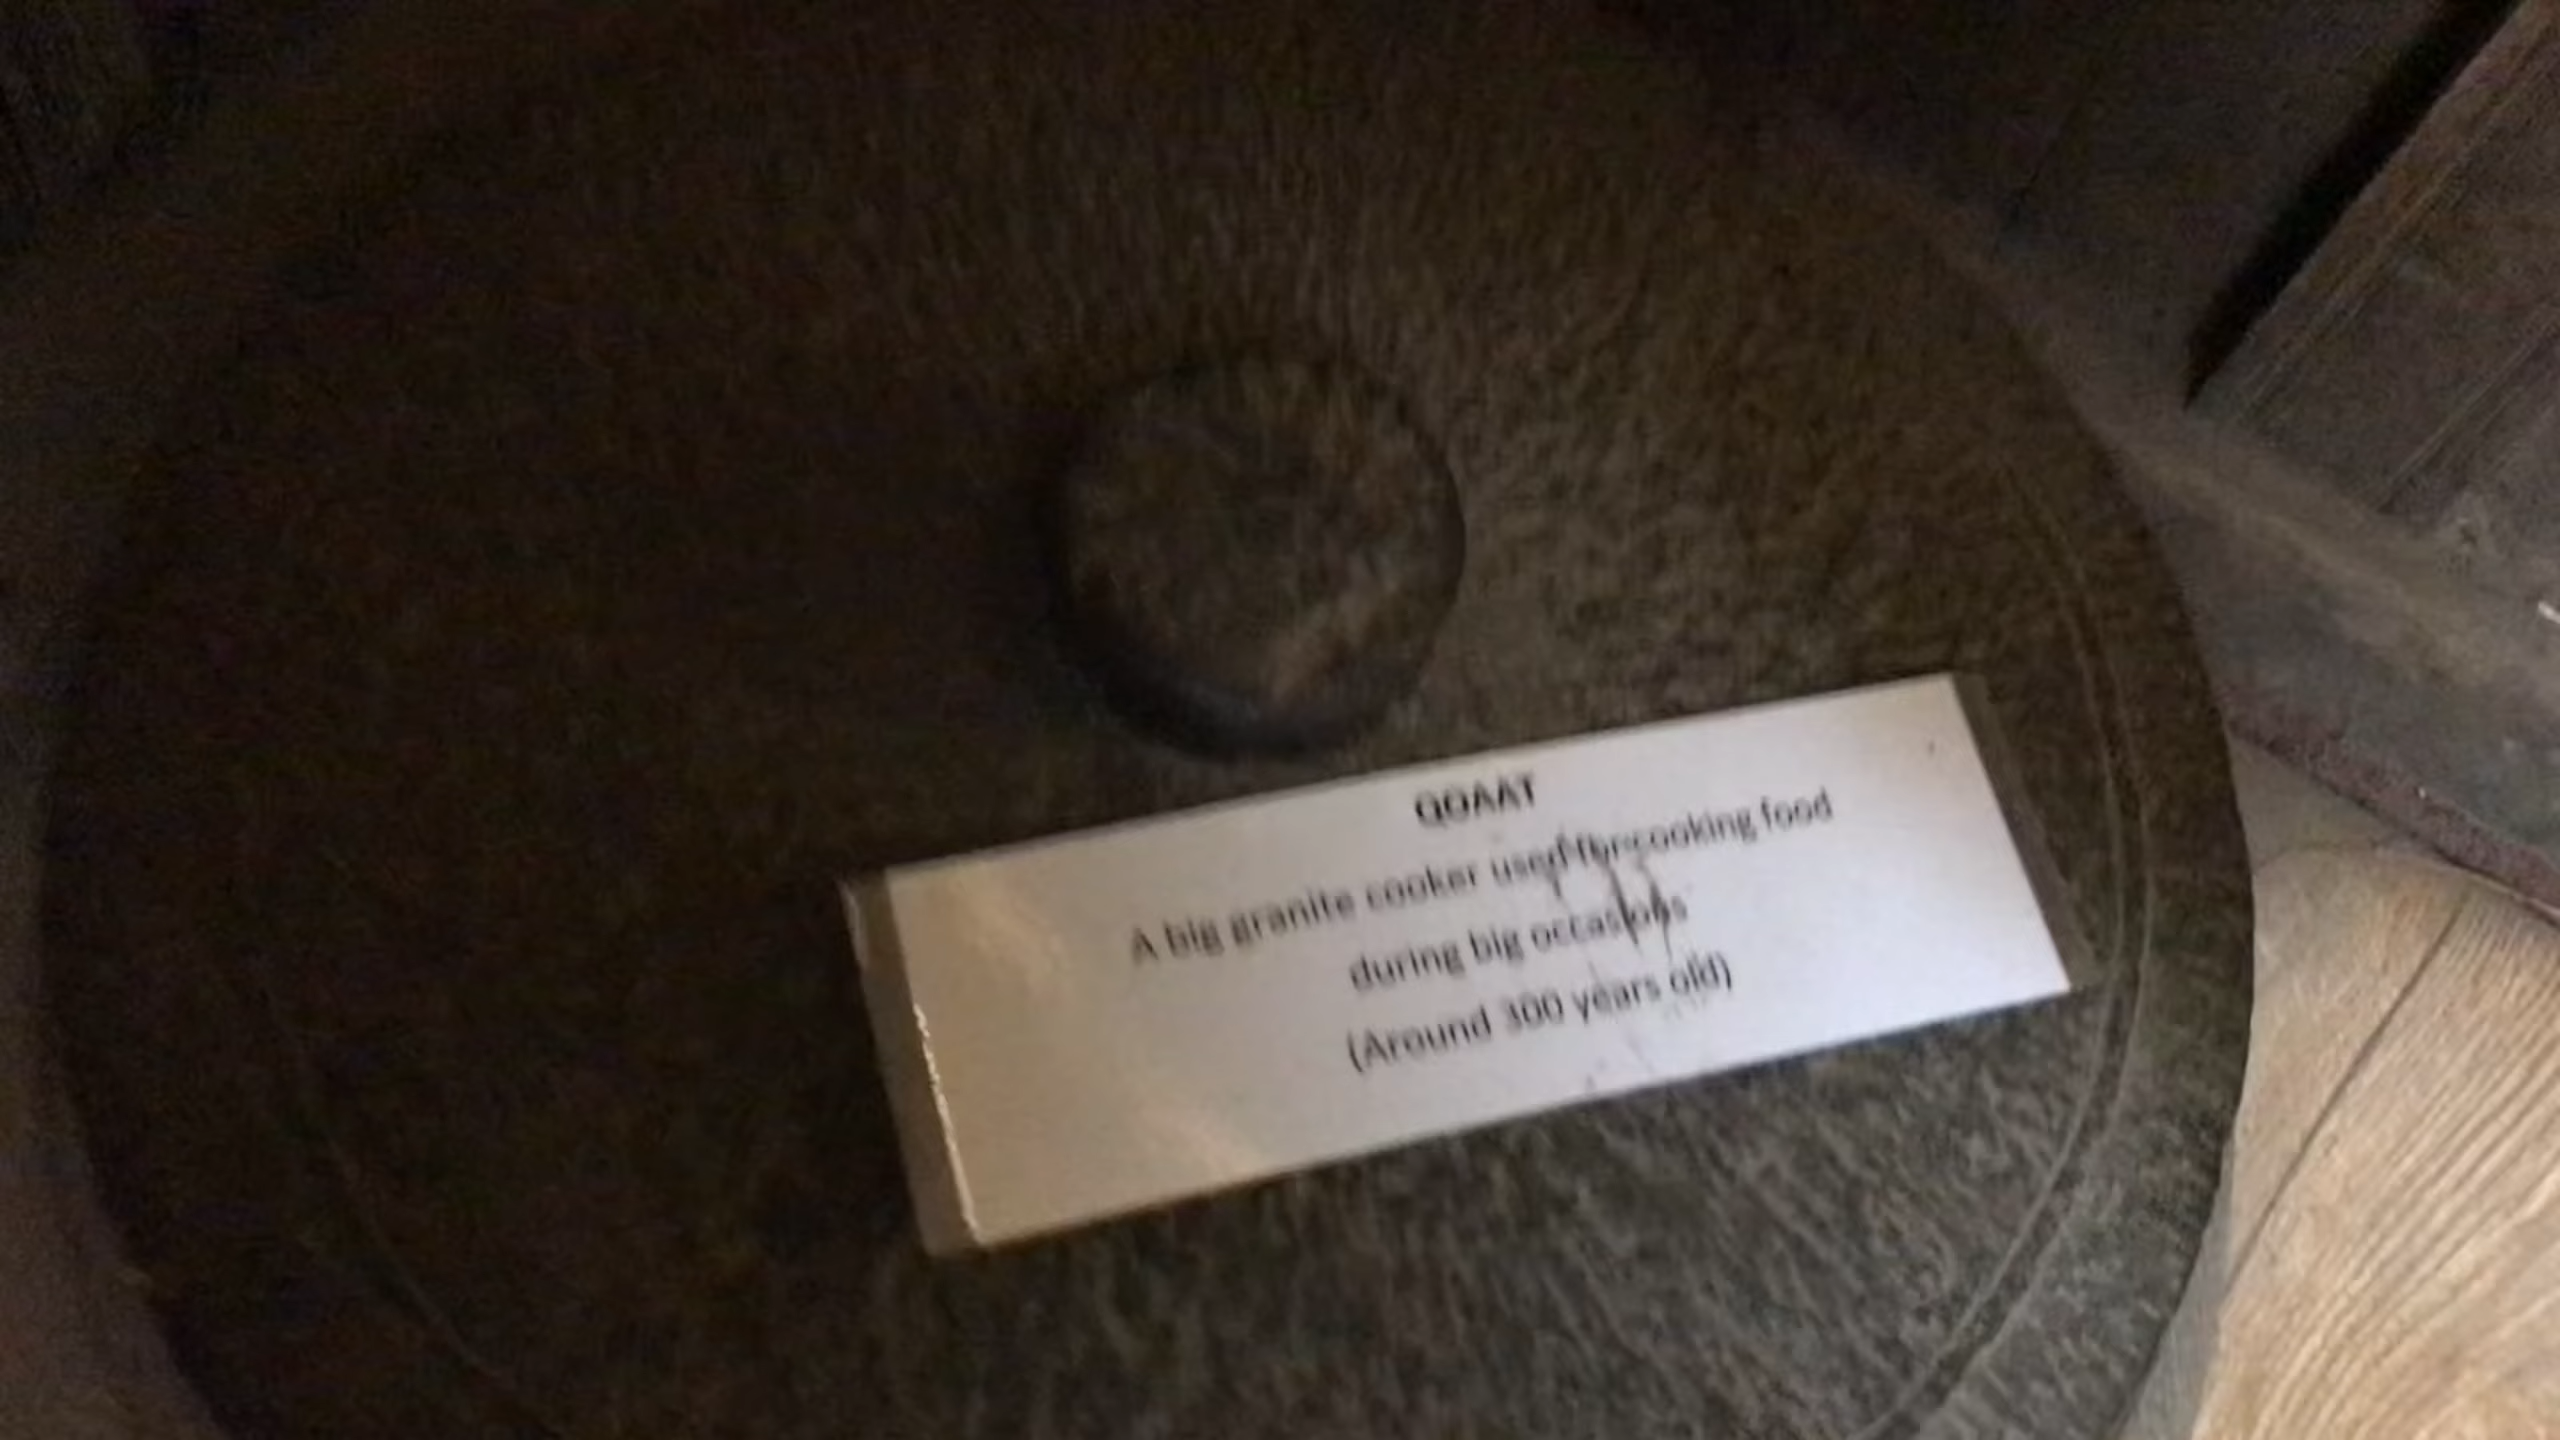 QOAAT
A big granite cooker used for cooking food
during big occasions
(Around 300 years old)